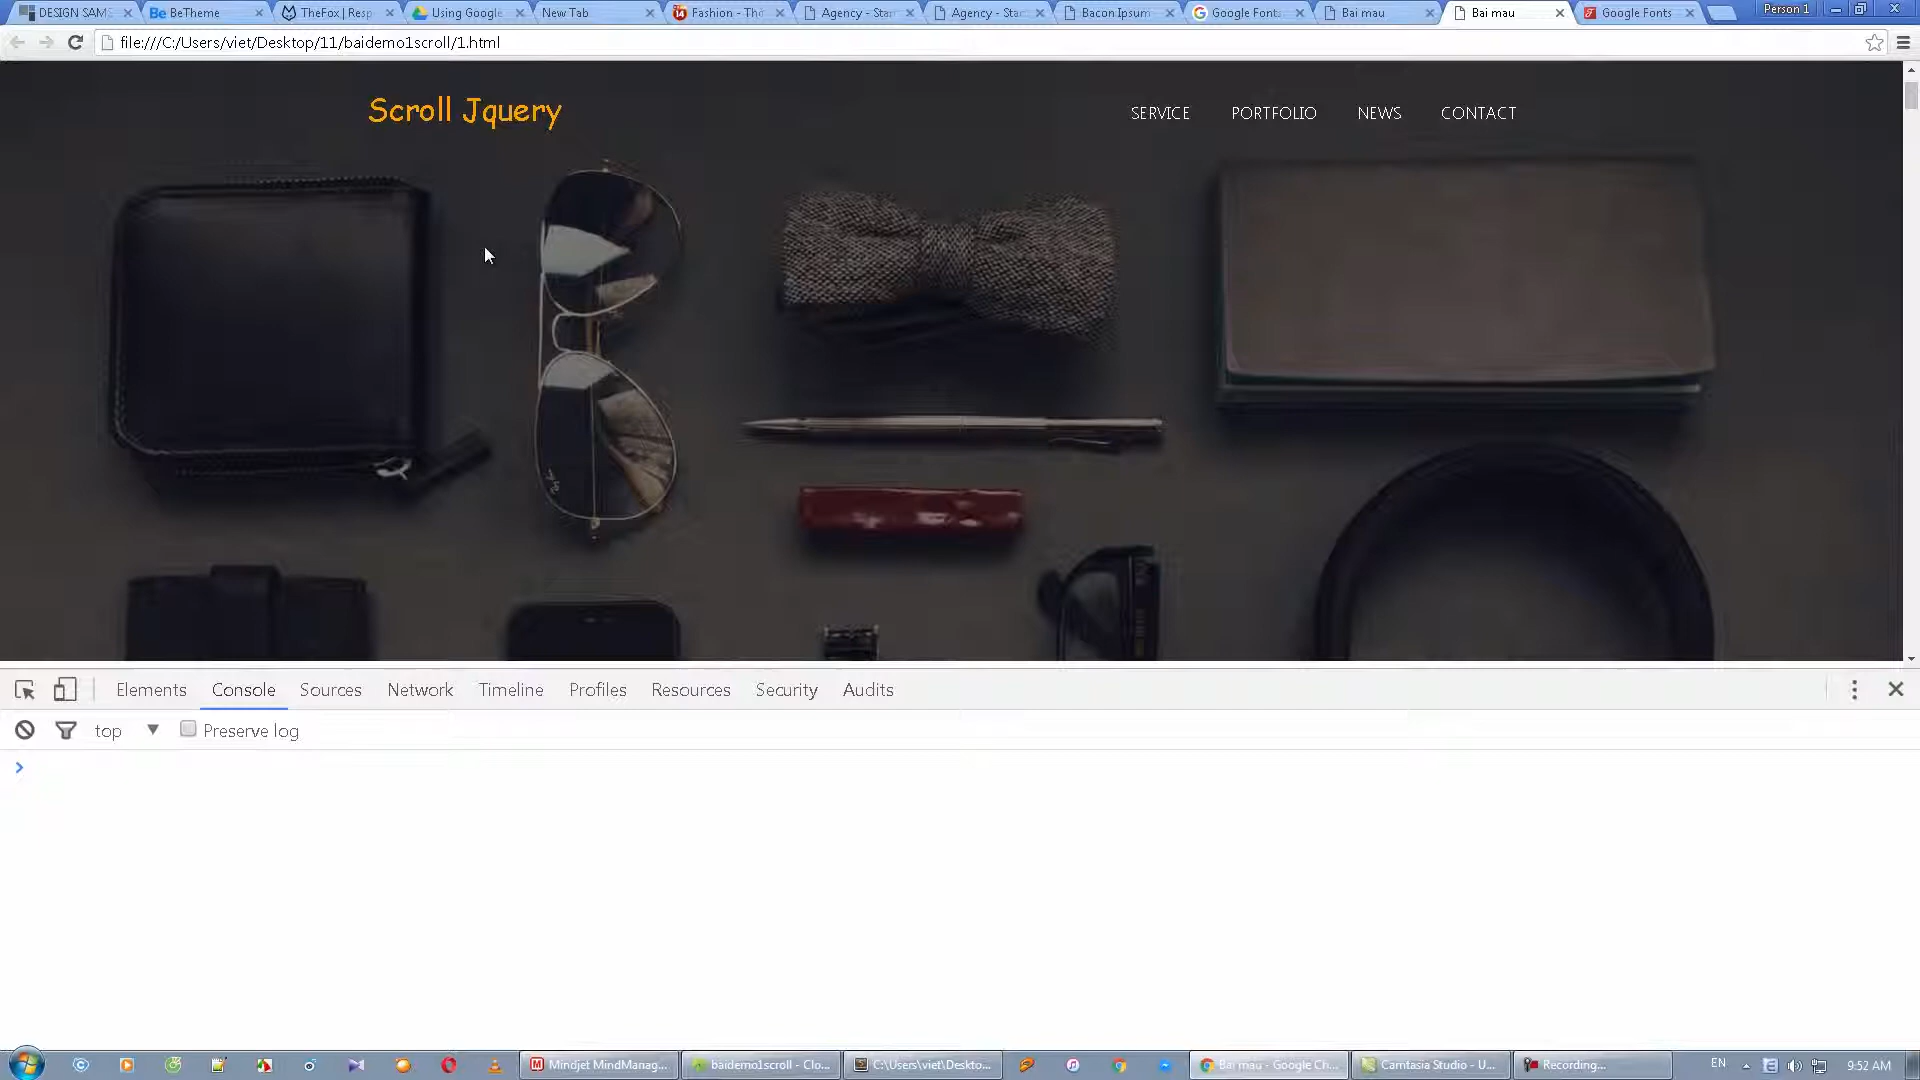 DESIGN SAM
BeTheme
TheFox | Resp
Using Google
New Tab
Fashion - Thờ
Agency - Star
Agency - Star
Bacon Ipsum
Google Font
Bai mau
Bai mau
Google Fonts
Person 1
file:///C:/Users/viet/Desktop/11/baidemo1scroll/1.html
Scroll Jquery
SERVICE
PORTFOLIO
NEWS
CONTACT
Elements
Console
Sources
Network
Timeline
Profiles
Resources
Security
Audits
top
Preserve log
Mindjet MindManag...
baidemo1scroll - Clo...
C:\Users\viet\Deskto...
Bai mau - Google Ch...
Camtasia Studio - U...
Recording...
EN
9:52 AM